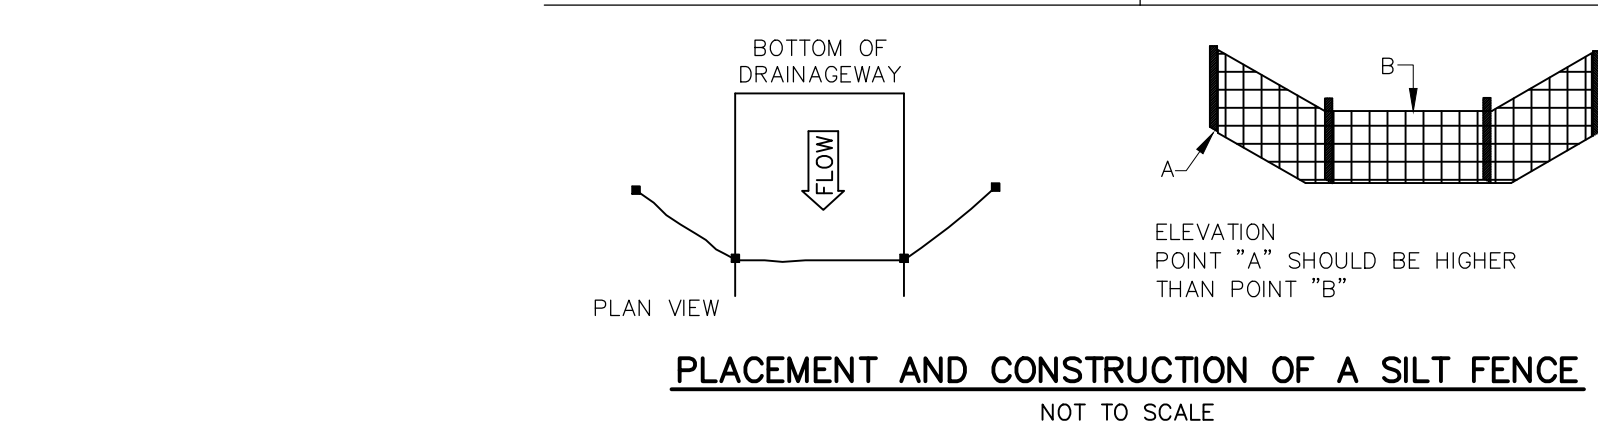 BOTTOM OF
DRAINAGEWAY
FLOW
PLAN VIEW
B
A
ELEVATION
POINT "A" SHOULD BE HIGHER
THAN POINT "B"
PLACEMENT AND CONSTRUCTION OF A SILT FENCE
NOT TO SCALE